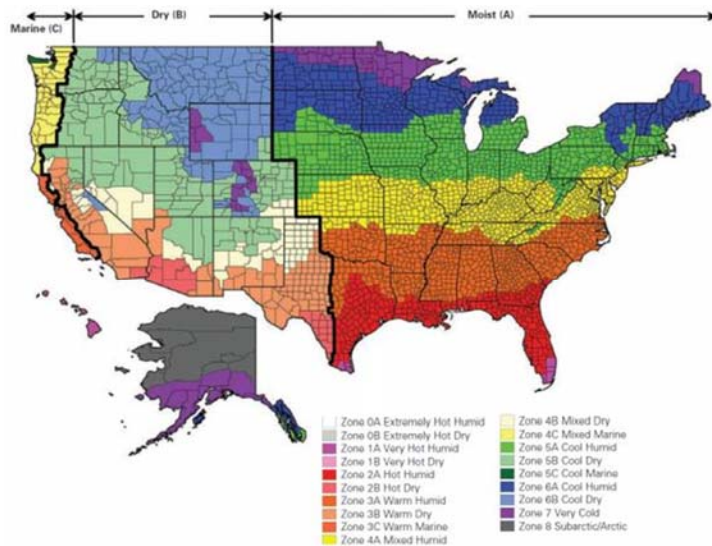 Marine (C)
Dry (B)
Moist (A)
Zone 0A Extremely Hot Humid
Zone 0B Extremely Hot Dry
Zone 1A Very Hot Humid
Zone 1B Very Hot Dry
Zone 2A Hot Humid
Zone 2B Hot Dry
Zone 3A Warm Humid
Zone 3B Warm Dry
Zone 3C Warm Marine
Zone 4A Mixed Humid
Zone 4B Mixed Dry
Zone 4C Mixed Marine
Zone 5A Cool Humid
Zone 5B Cool Dry
Zone 5C Cool Marine
Zone 6A Cool Humid
Zone 6B Cool Dry
Zone 7 Very Cold
Zone 8 Subarctic/Arctic